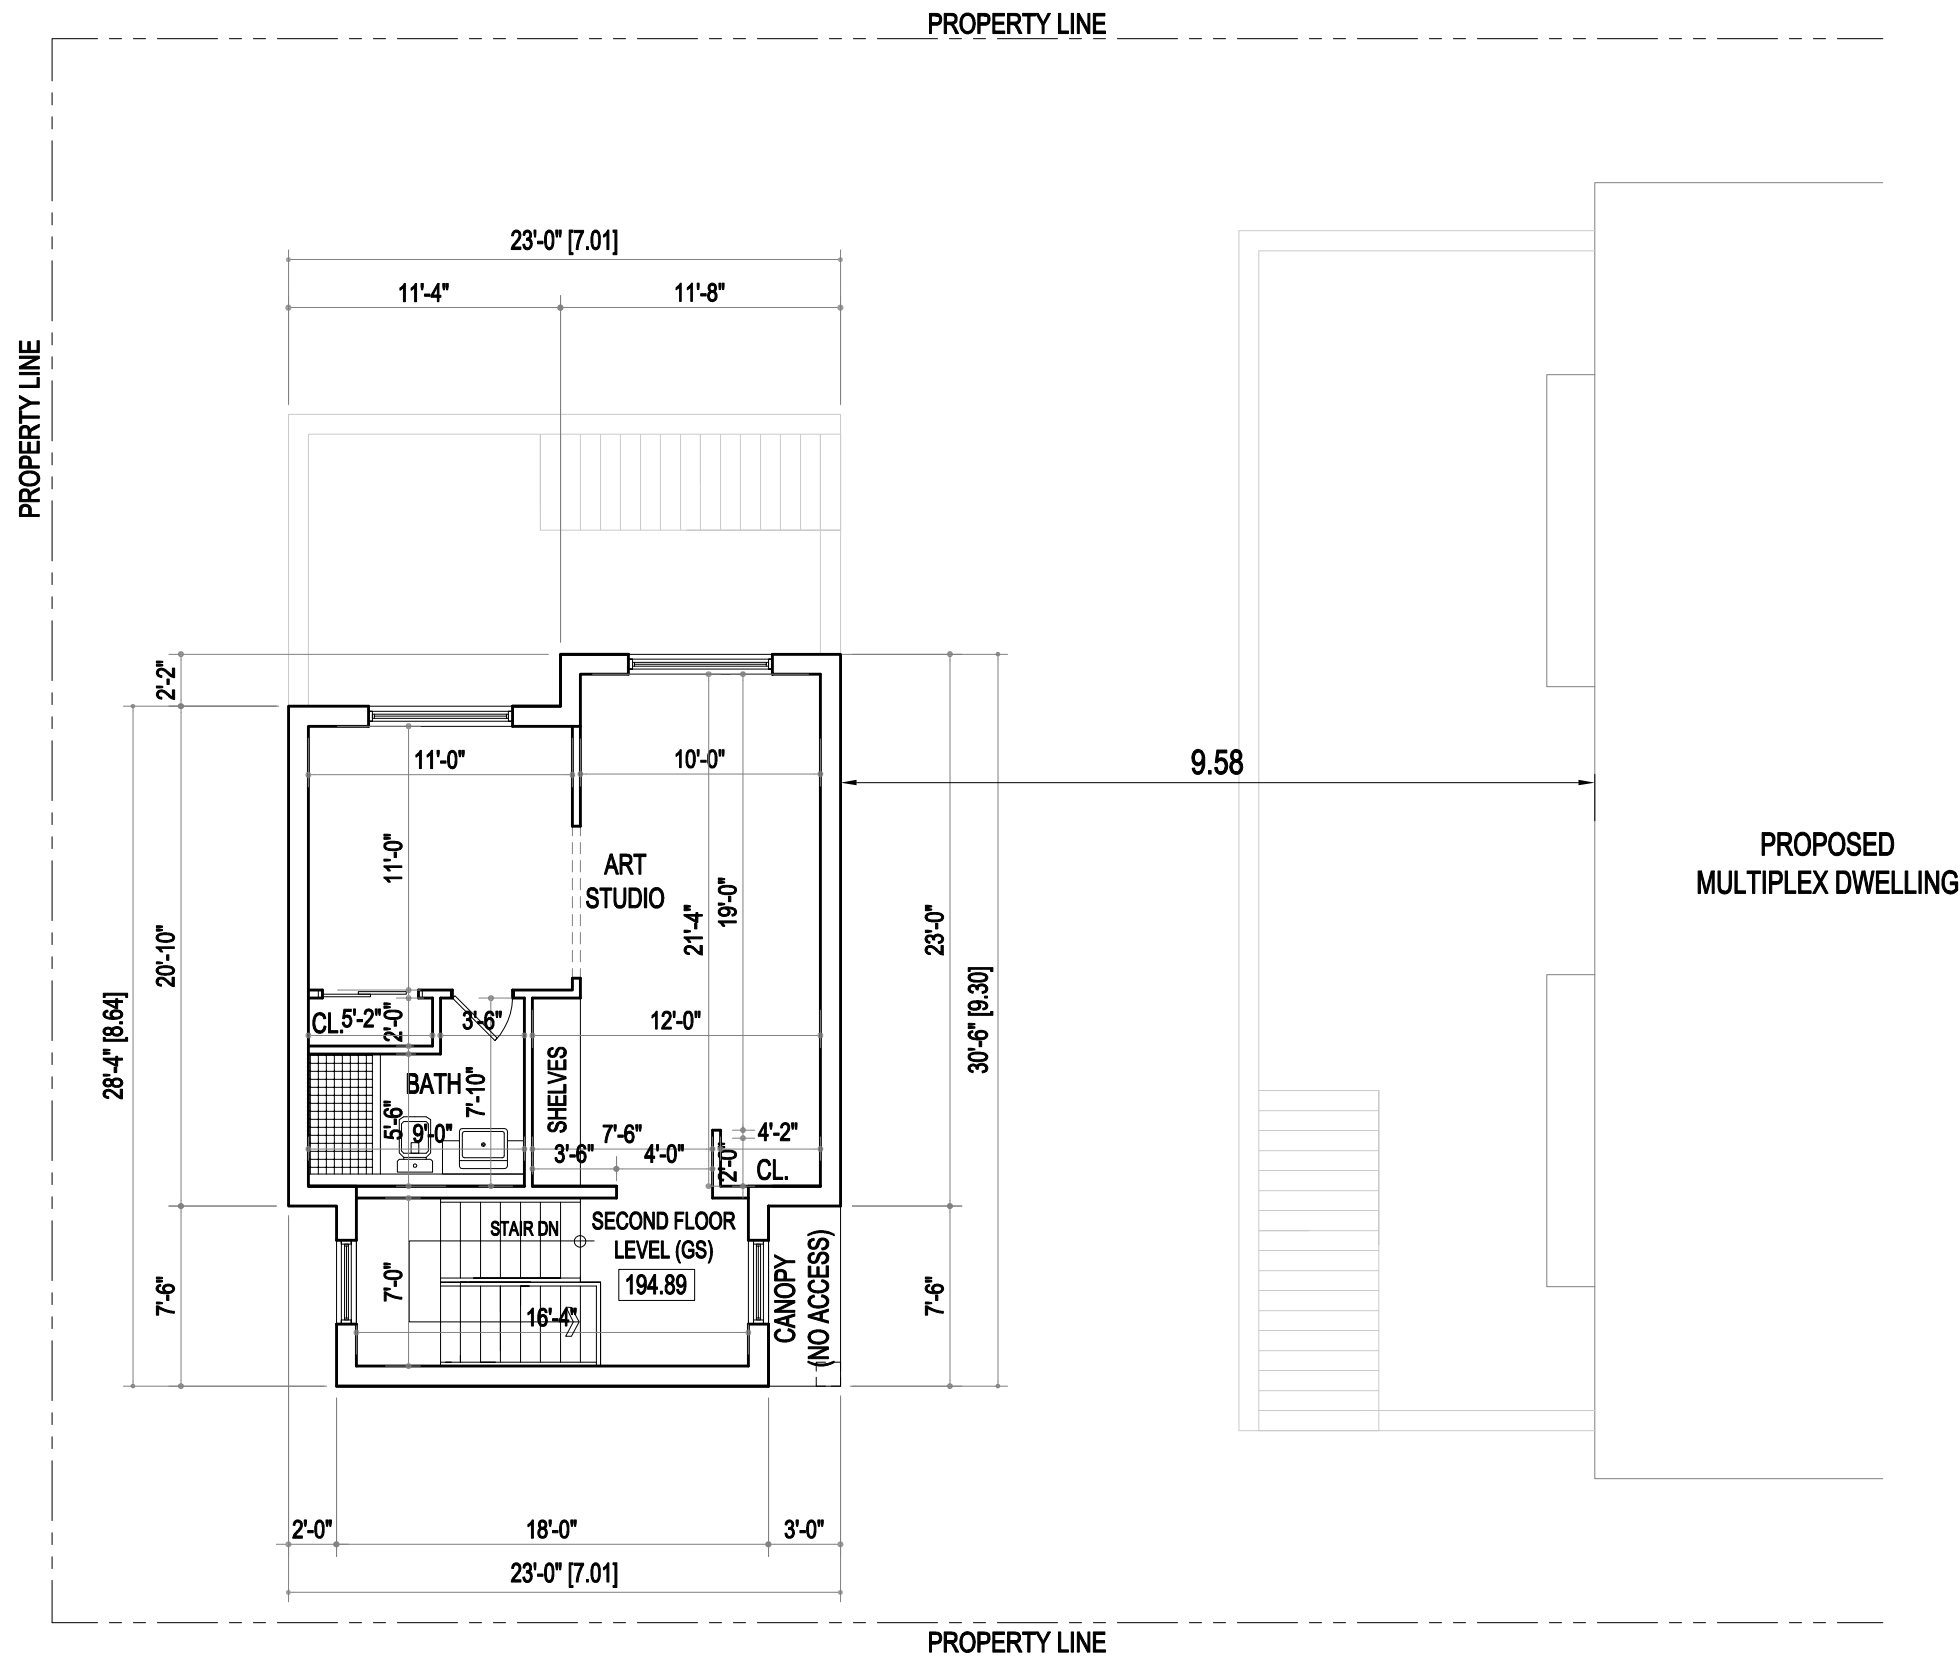 PROPERTY LINE
PROPERTY LINE
23'-0" [7.01]
11'-4"
11'-8"
2'-2"
20'-10"
7'-6"
28'-4" [8.64]
11'-0"
10'-0"
11'-0"
ART
STUDIO
21'-4"
19'-0"
23'-0"
30'-6" [9.30]
7'-6"
9.58
PROPOSED
MULTIPLEX DWELLING
CL.
5'-2"
2'-0"
3'-6"
12'-0"
BATH
7'-10"
5'-6"
9'-0"
SHELVES
7'-6"
3'-6"
4'-0"
4'-2"
2'-0"
CL.
STAIR DN
SECOND FLOOR
LEVEL (GS)
194.89
7'-0"
16'-4"
CANOPY
(NO ACCESS)
2'-0"
18'-0"
3'-0"
23'-0" [7.01]
PROPERTY LINE